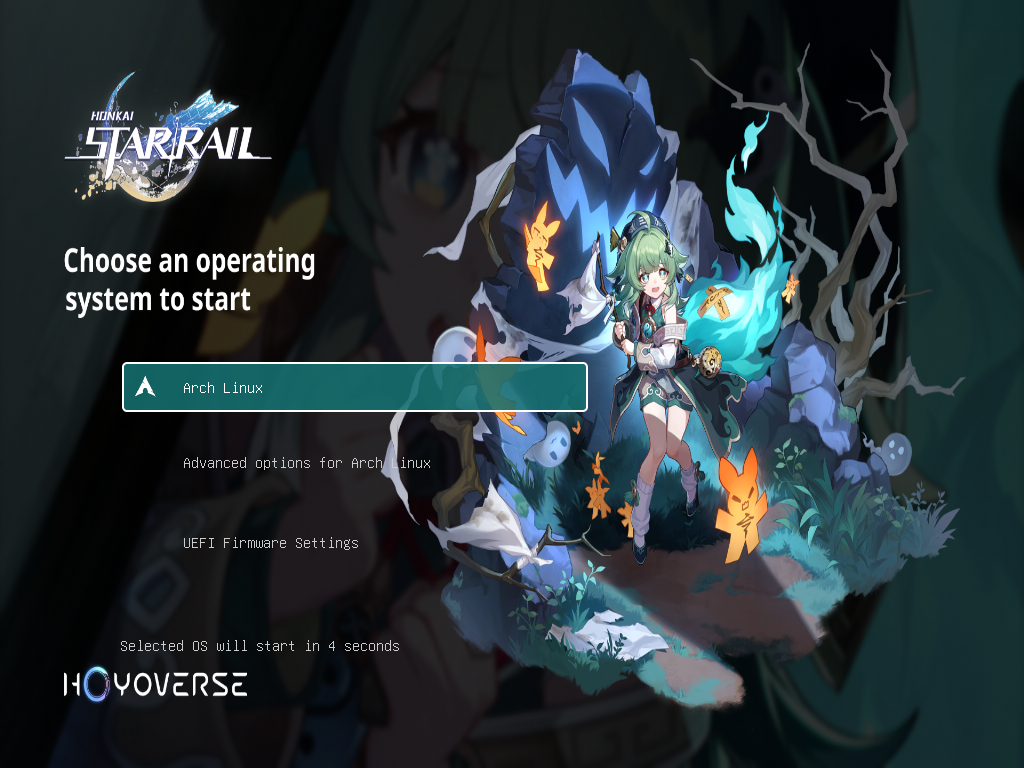 HONKAI
STAR RAIL
Choose an operating
system to start
Arch Linux
Advanced options for Arch Linux
UEFI Firmware Settings
Selected OS will start in 4 seconds
HOYOVERSE